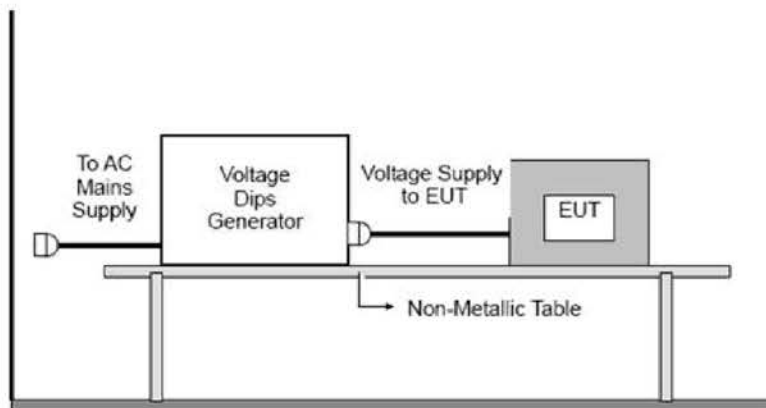 To AC
Mains
Supply
Voltage
Dips
Generator
Voltage Supply
to EUT
EUT
Non-Metallic Table